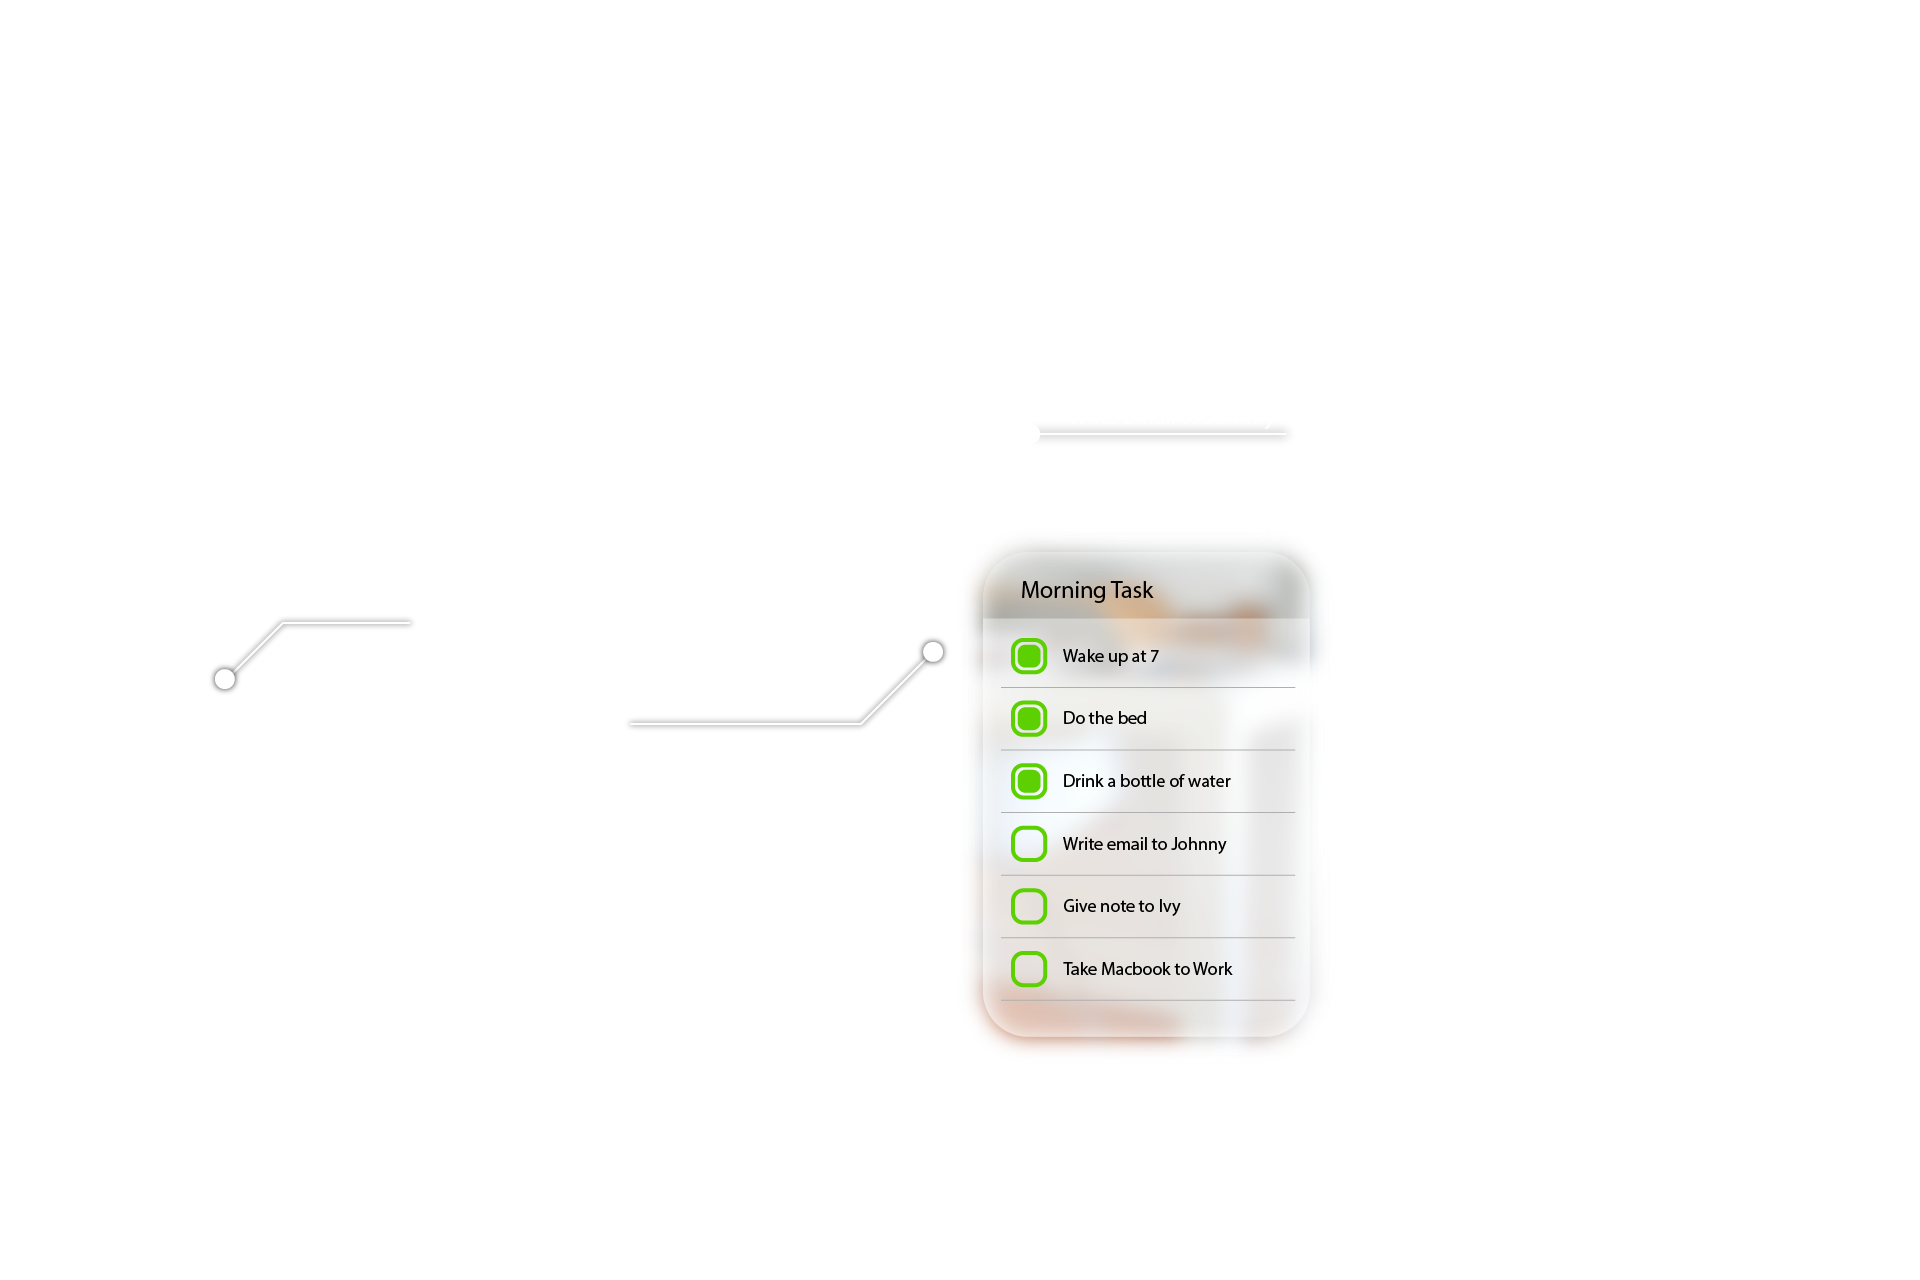 Morning Task
Wake up at 7
Do the bed
Drink a bottle of water
Write email to Johnny
Give note to Ivy
Take Macbook to Work